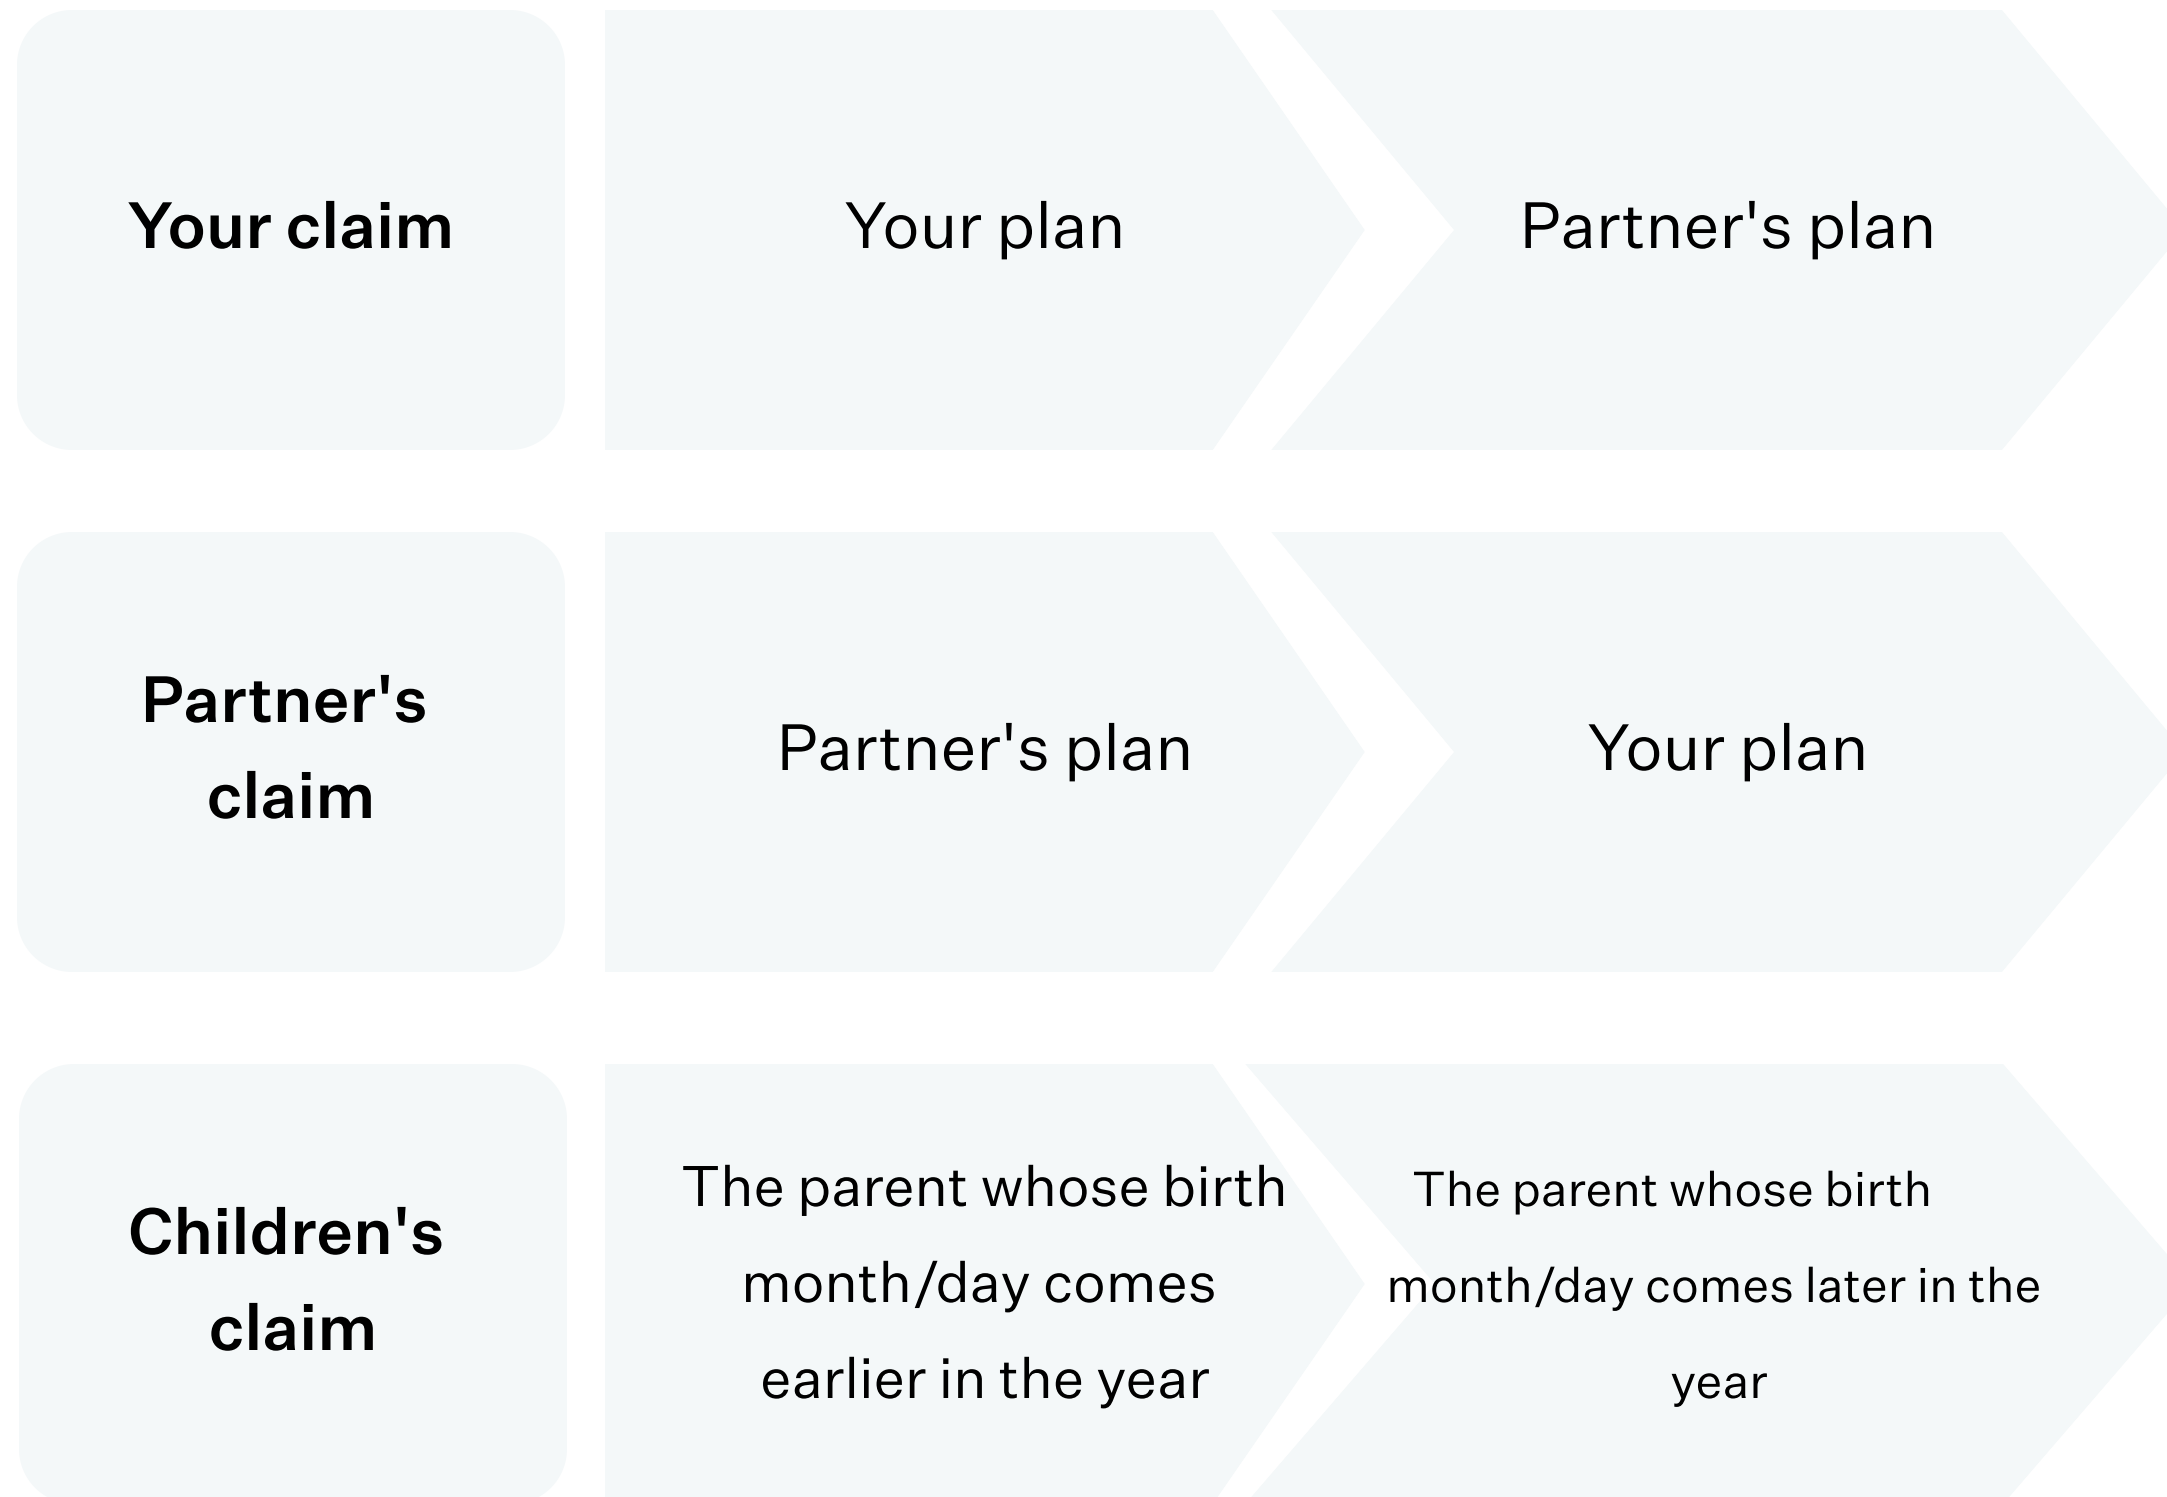 Your claim
Your plan
Partner's plan
Partner's
claim
Partner's plan
Your plan
Children's
claim
The parent whose birth
month/day comes
earlier in the year
The parent whose birth
month/day comes later in the
year